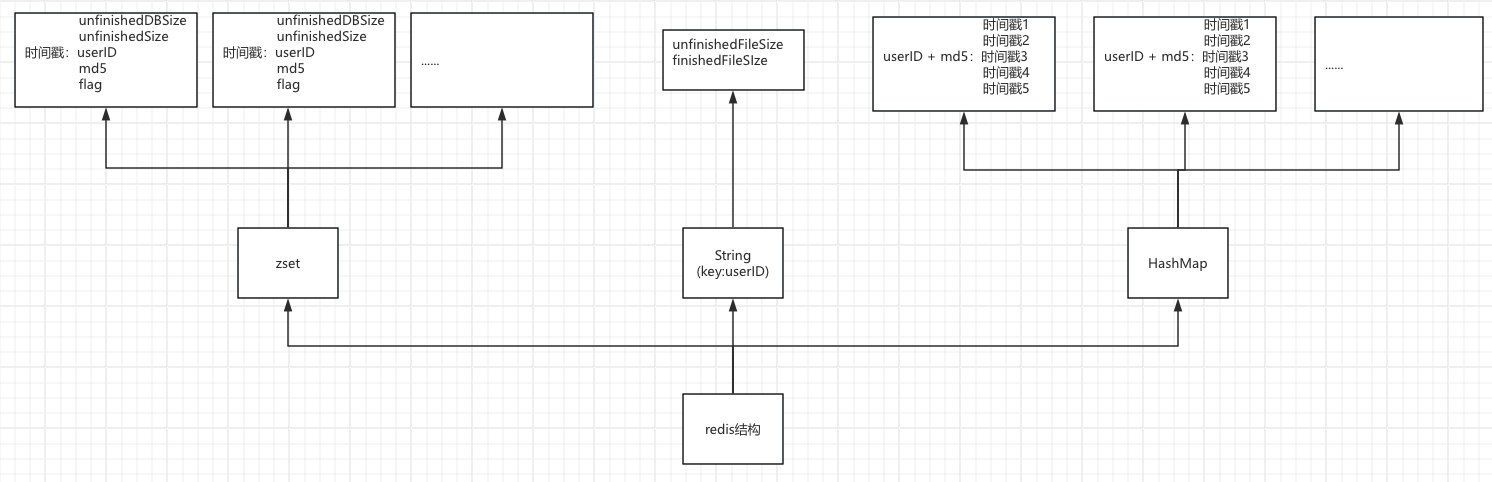 unfinishedDBSize
unfinishedSize
时间戳：userID
md5
flag
unfinishedDBSize
unfinishedSize
时间戳：userID
md5
flag
......
unfinishedFileSize
finishedFileSIze
时间戳1
时间戳2
userID + md5：时间戳3
时间戳4
时间戳5
时间戳1
时间戳2
userID + md5：时间戳3
时间戳4
时间戳5
......
zset
String
(key:userID)
HashMap
redis结构